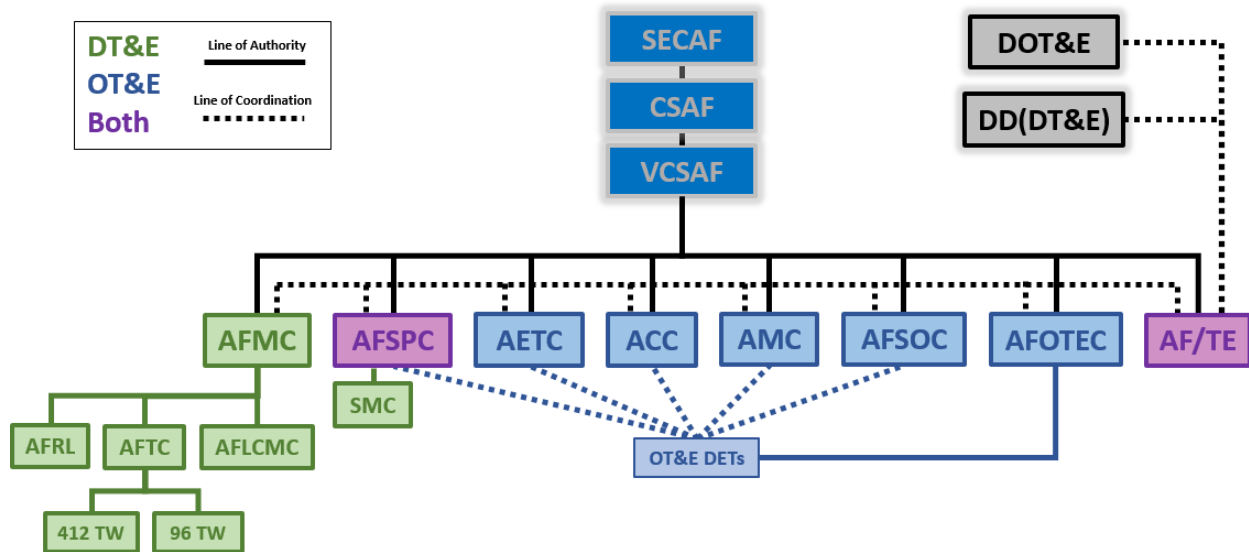 DT&E
Line of Authority
OT&E
Line of Coordination
Both
SECAF
CSAF
VCSAF
DOT&E
DD(DT&E)
AFMC
AFSPC
AETC
ACC
AMC
AFSOC
AFOTEC
AF/TE
SMC
AFRL
AFTC
AFLCMC
OT&E DETs
412 TW
96 TW